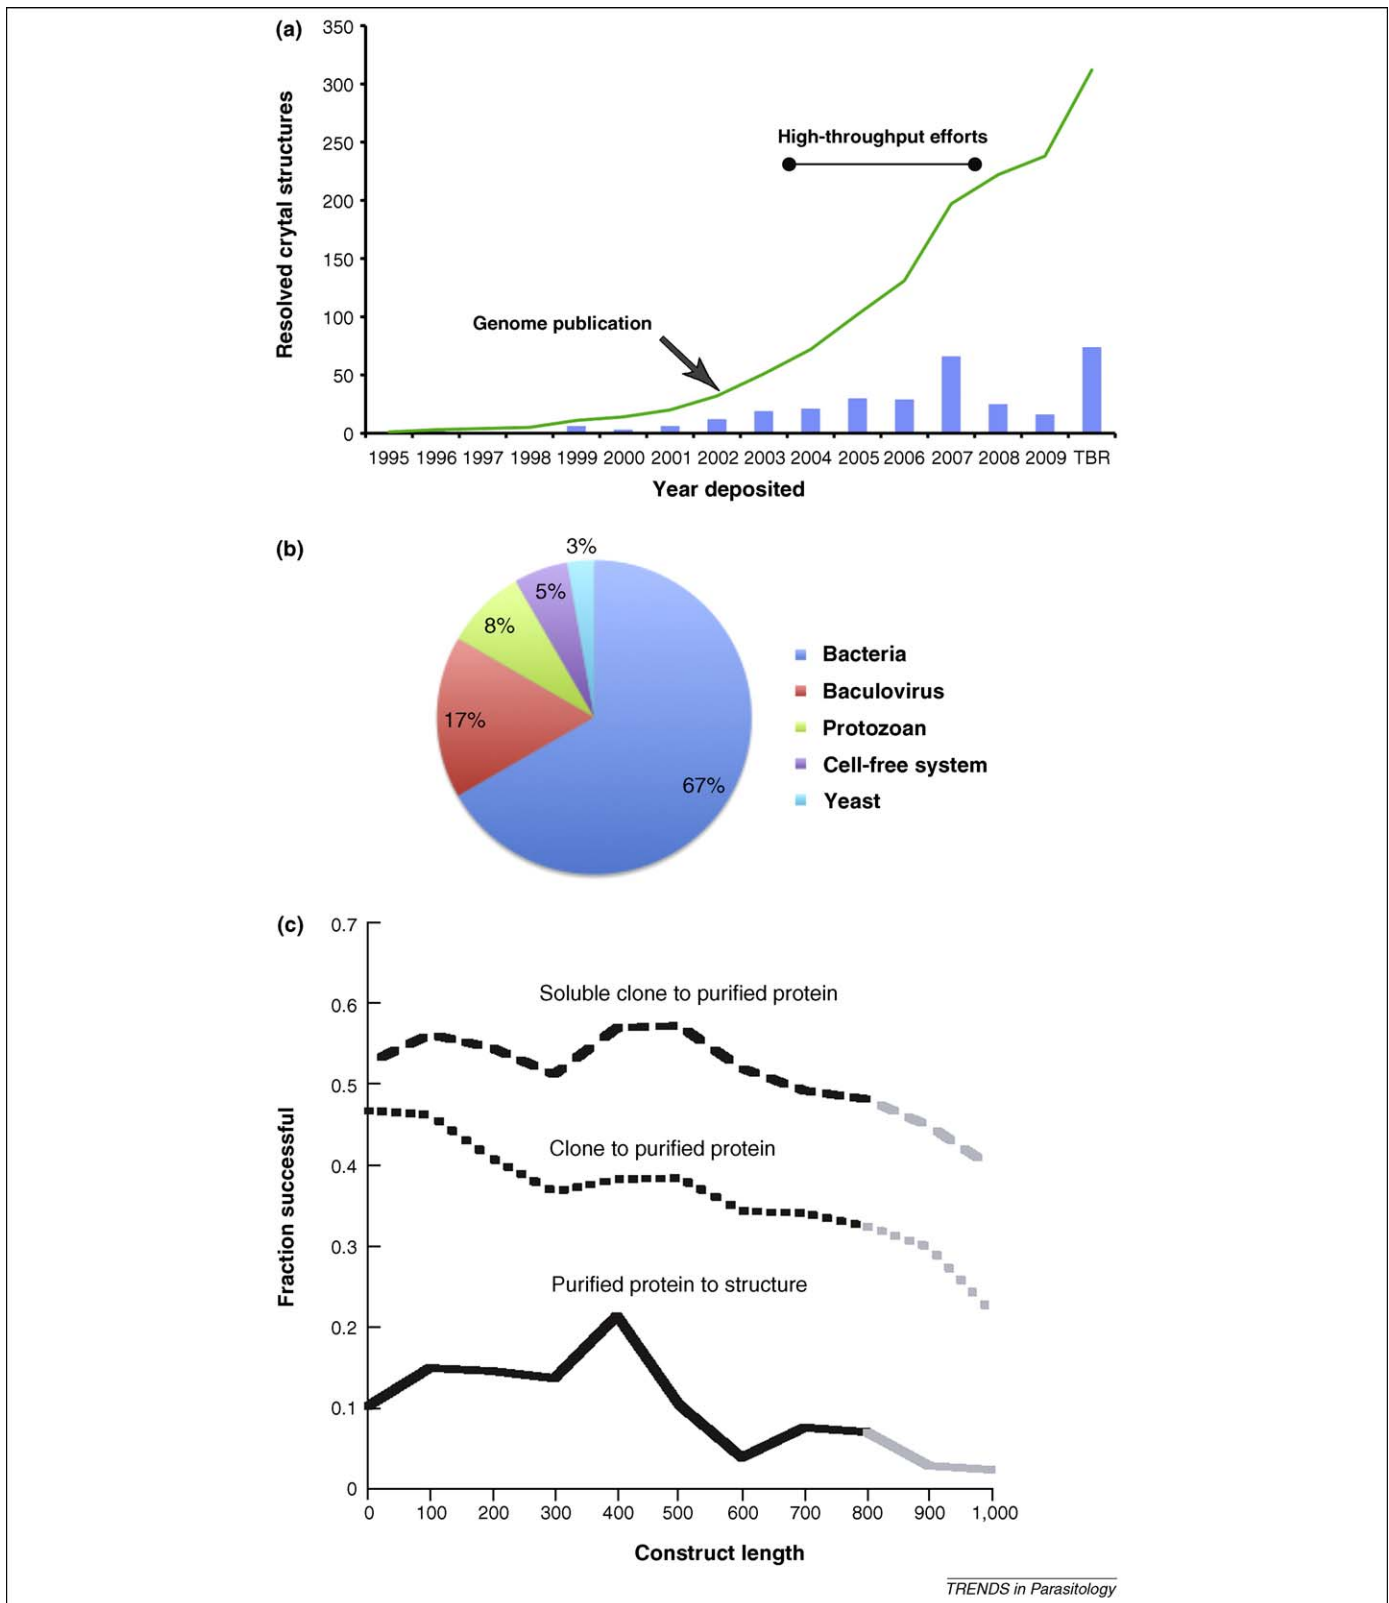 (a)
350
300
250
200
150
100
50
0
Resolved crytal structures
High-throughput efforts
Genome publication
1995 1996 1997 1998 1999 2000 2001 2002 2003 2004 2005 2006 2007 2008 2009 TBR
Year deposited
(b)
3%
5%
8%
17%
67%
Bacteria
Baculovirus
Protozoan
Cell-free system
Yeast
(c)
0.7
0.6
0.5
0.4
0.3
0.2
0.1
0
Fraction successful
Soluble clone to purified protein
Clone to purified protein
Purified protein to structure
0 100 200 300 400 500 600 700 800 900 1,000
Construct length
TRENDS in Parasitology